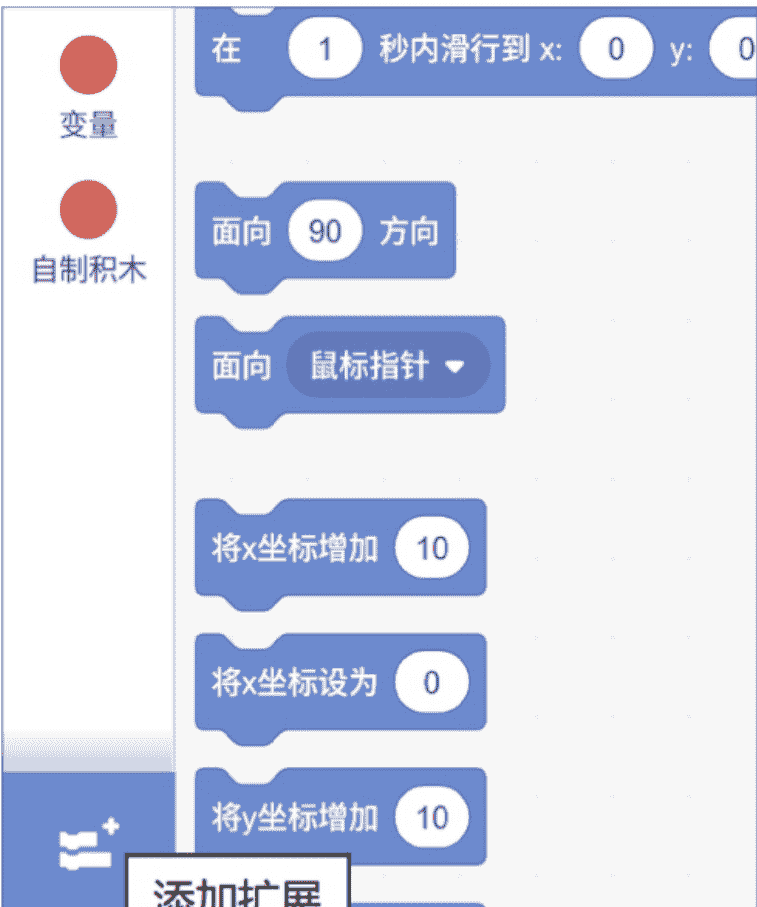 变量
自制积木
在 1 秒内滑行到 x: 0 y: 0
面向 90 方向
面向 鼠标指针
将x坐标增加 10
将x坐标设为 0
将y坐标增加 10
添加扩展